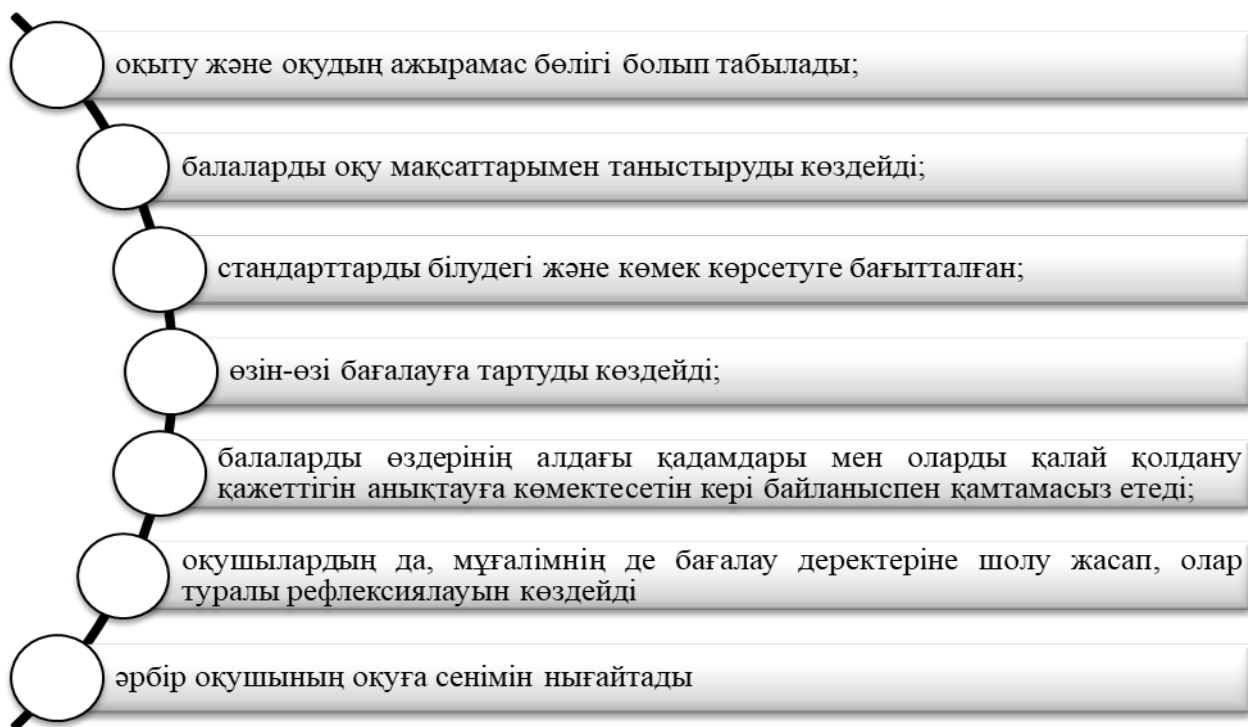 оқыту және оқудың ажырамас бөлігі болып табылады;
балаларды оқу мақсаттарымен таныстыруды көздейді;
стандарттарды білудегі және көмек көрсетуге бағытталған;
өзін-өзі бағалауға тартуды көздейді;
балаларды өздерінің алдағы қадамдары мен оларды қалай қолдану
қажеттігін анықтауға көмектесетін кері байланыспен қамтамасыз етеді;
оқушылардың да, мұғалімнің де бағалау деректеріне шолу жасап, олар
туралы рефлексиялауын көздейді
әрбір оқушының оқуға сенімін нығайтады